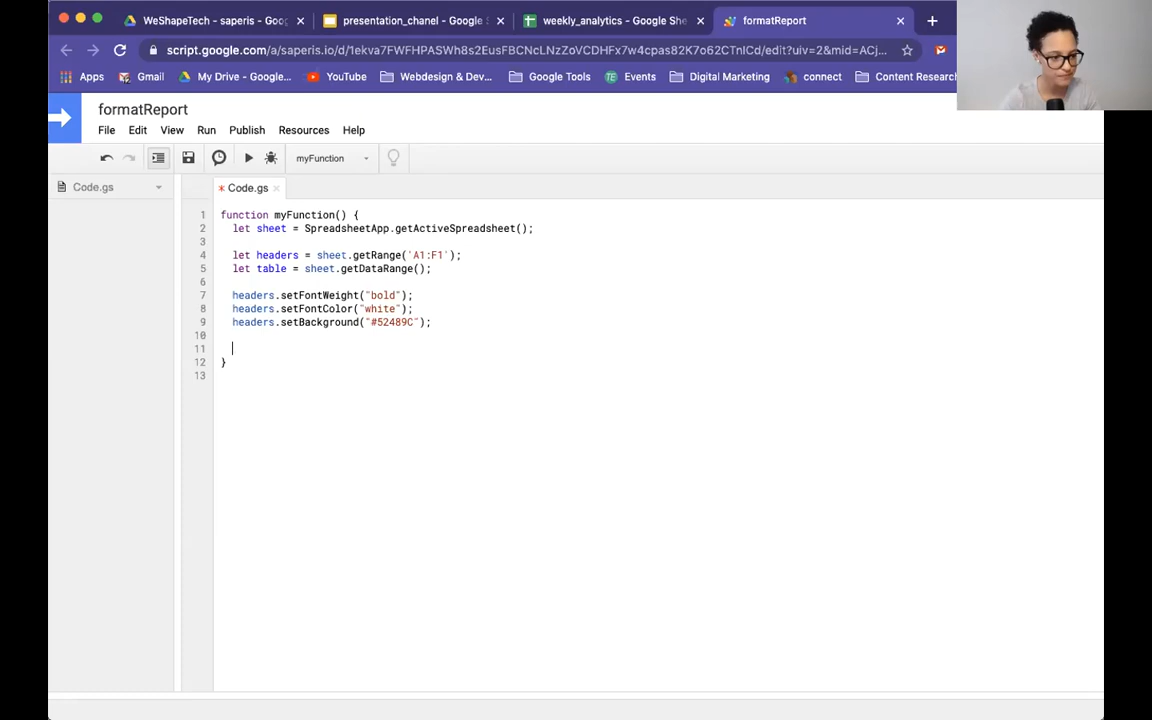 WeShapeTech - saperis - Goo
presentation_chanel - Google S
weekly_analytics - Google She
formatReport
script.google.com/a/saperis.io/d/1ekva7FWFHPASWh8s2EusFBCNcLNzZoVCDHFx7w4cpas82K7o62CTnICd/edit?uiv=2&mid=ACj...
Apps
Gmail
My Drive - Google...
YouTube
Webdesign & Dev...
Google Tools
TE Events
Digital Marketing
connect
Content Researc
formatReport
File Edit View Run Publish Resources Help
myFunction
Code.gs
* Code.gs
1 function myFunction() {
2 let sheet = SpreadsheetApp.getActiveSpreadsheet();
3
4 let headers = sheet.getRange('A1:F1');
5 let table = sheet.getDataRange();
6
7 headers.setFontWeight("bold");
8 headers.setFontColor("white");
9 headers.setBackground("#52489C");
10
11
12 }
13